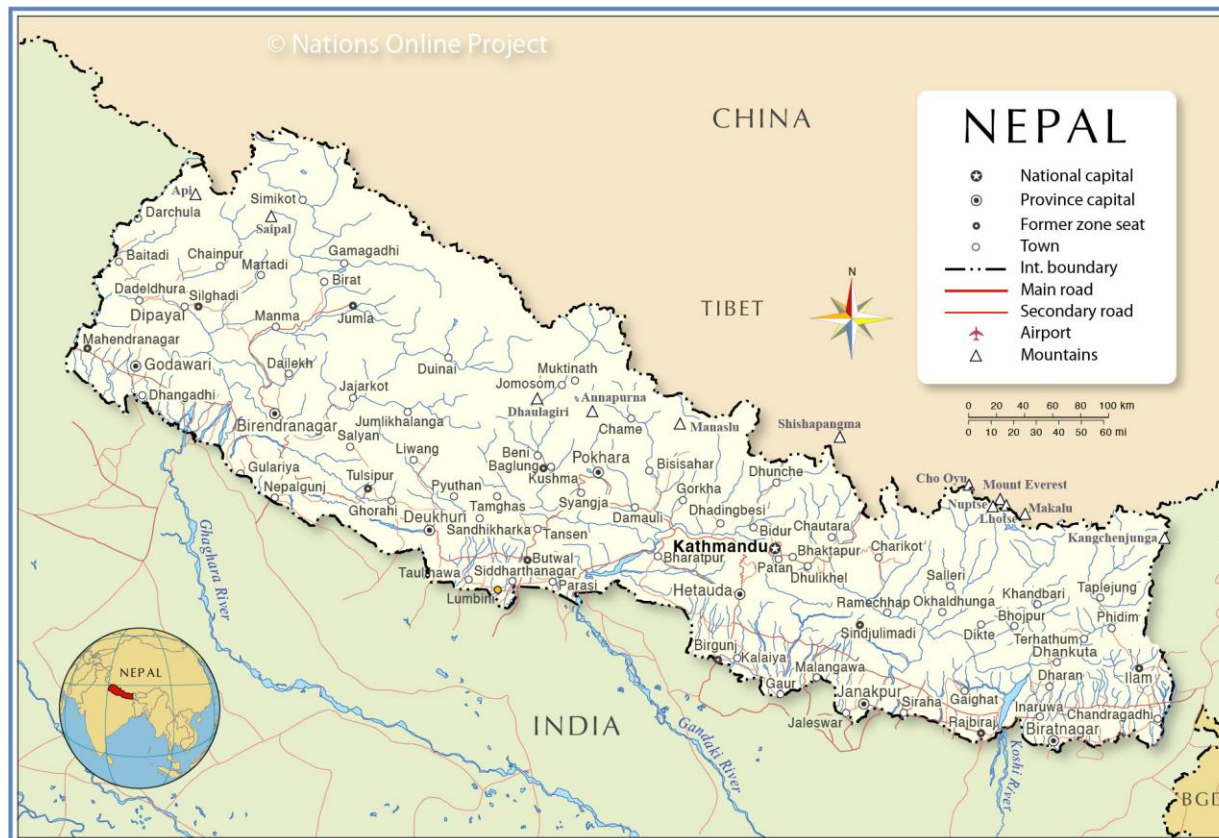 © Nations Online Project
CHINA
TIBET
INDIA
BGD
NEPAL
National capital
Province capital
Former zone seat
Town
Int. boundary
Main road
Secondary road
Airport
Mountains
N
0 20 40 60 80 100 km
0 10 20 30 40 50 60 mi
Api
Darchula
Simikot
Saipal
Baitadi
Chainpur
Martadi
Gamagadhi
Birat
Dadeldhura
Silghadi
Dipayal
Manma
Jumla
Mahendranagar
Godawari
Dailekh
Duinai
Muktinath
Jomosom
Dhangadhi
Jajarkot
Dhaulagiri
Annapurna
Birendranagar
Jumlikhalanga
Chame
Manaslu
Shishapangma
Salyan
Liwang
Beni
Baglung
Kushma
Pokhara
Bisisahar
Dhunche
Gulariya
Tulsipur
Nepalgunj
Ghorahi
Pyuthan
Tamghas
Syangja
Gorkha
Cho Oyu
Mount Everest
Nuptse
Lhotse
Makalu
Deukhuri
Sandhikharka
Damauli
Dhadingbesi
Tansen
Bidur
Chautara
Kangchenjunga
Kathmandu
Bhaktapur
Charikot
Butwal
Bharatpur
Patan
Dhulikhel
Taulihawa
Siddharthanagar
Parasi
Lumbini
Hetauda
Salleri
Ramechhap
Okhaldhunga
Khandbari
Taplejung
Sindjulimadi
Bhojpur
Phidim
Dikte
Terhathum
Dhankuta
Birgunj
Kalaiya
Malangawa
Dharan
Ilam
Gaur
Janakpur
Siraha
Gaighat
Inaruwa
Chandragadhi
Jaleswar
Rajbiraj
Biratnagar
Ghaghara River
Gandaki River
Koshi River
NEPAL